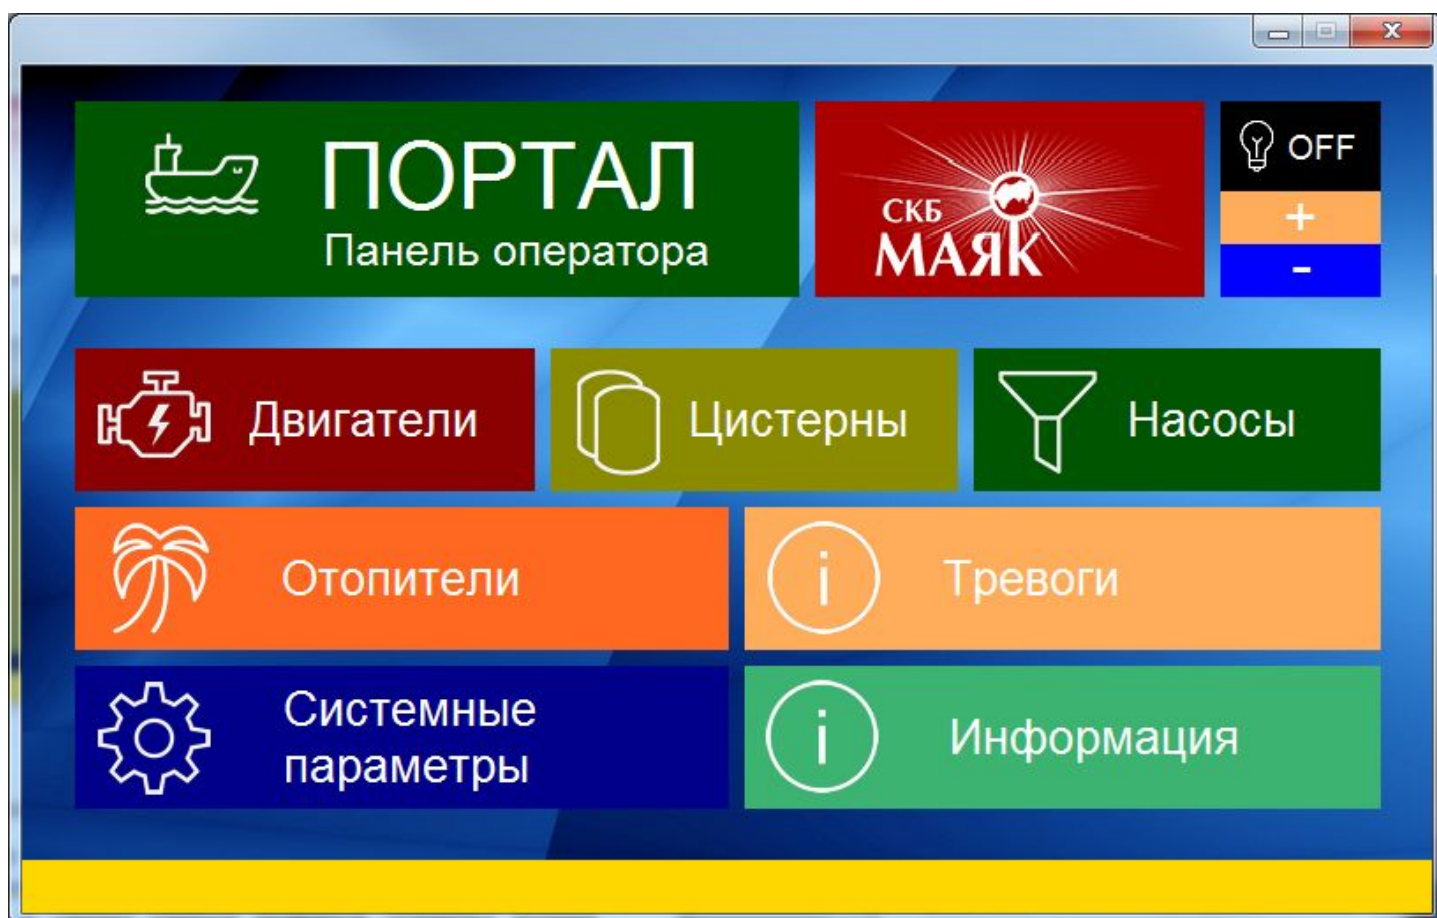 ПОРТАЛ
Панель оператора
СКБ
МАЯК
OFF
+
-
Двигатели
Цистерны
Насосы
Отопители
i
Тревоги
Системные
параметры
i
Информация